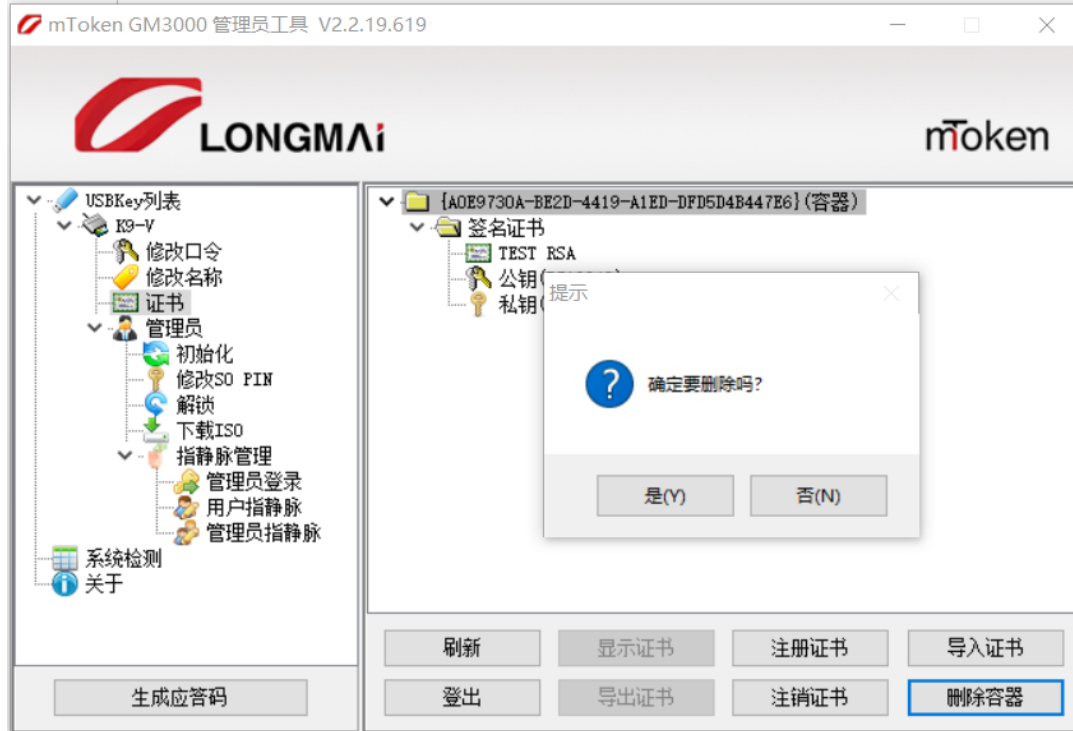 mToken GM3000 管理员工具 V2.2.19.619
LONGMAi
mToken
USBKey列表
K9-V
修改口令
修改名称
证书
管理员
初始化
修改SO PIN
解锁
下载ISO
指静脉管理
管理员登录
用户指静脉
管理员指静脉
系统检测
关于
生成应答码
{A0E9730A-BE2D-4419-A1ED-DFD5D4B447E6}(容器)
签名证书
TEST RSA
公钥(
私钥(
提示
确定要删除吗?
是(Y) 否(N)
刷新 显示证书 注册证书 导入证书
登出 导出证书 注销证书 删除容器